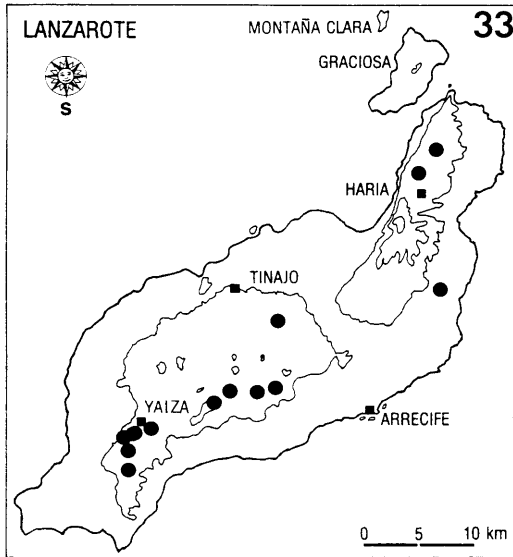 LANZAROTE
MONTAÑA CLARA
33
GRACIOSA
S
HARIA
TINAJO
YAIZA
ARRECIFE
0 5 10 km